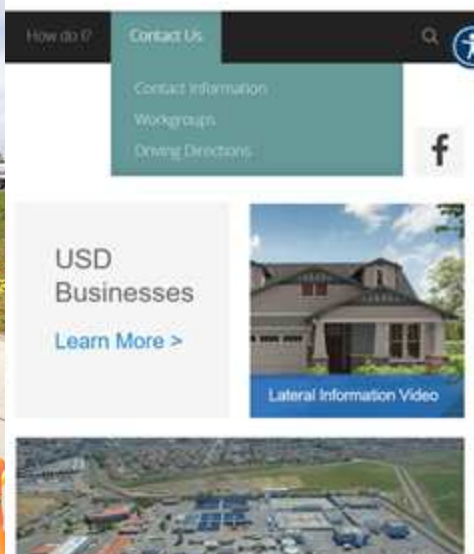 How do I?
Contact Us
Contact Information
Workgroups
Driving Directions
f
USD
Businesses
Learn More >
Lateral Information Video